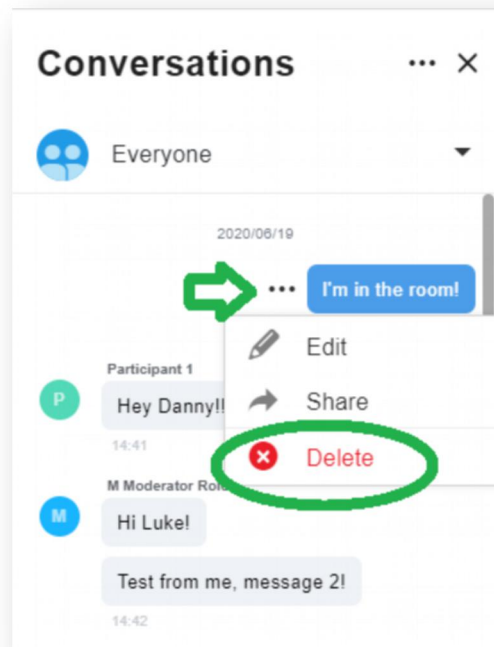 Conversations
Everyone
2020/06/19
I'm in the room!
Edit
Participant 1
P
Hey Danny!!
Share
14:41
Delete
M Moderator Role
M
Hi Luke!
Test from me, message 2!
14:42